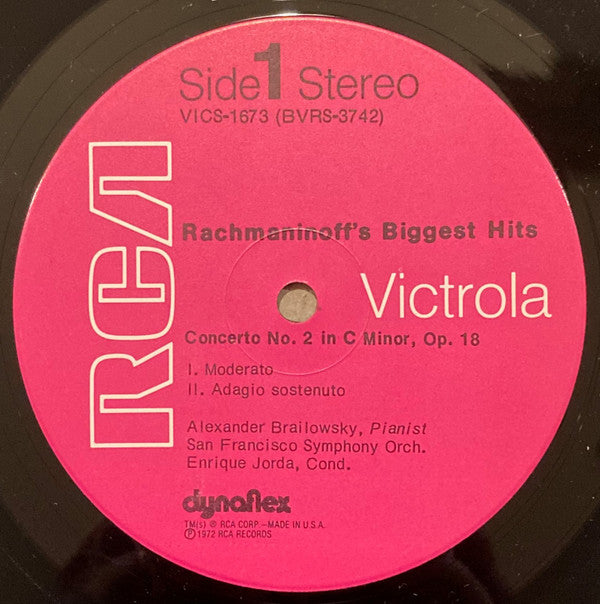 Side 1 Stereo
VICS-1673 (BVRS-3742)
RCA
Rachmaninoff's Biggest Hits
Victrola
Concerto No. 2 in C Minor, Op. 18
I. Moderato
II. Adagio sostenuto
Alexander Brailowsky, Pianist
San Francisco Symphony Orch.
Enrique Jorda, Cond.
dynaflex
TM(s) ® RCA CORP.—MADE IN U.S.A.
Ⓟ 1972 RCA RECORDS